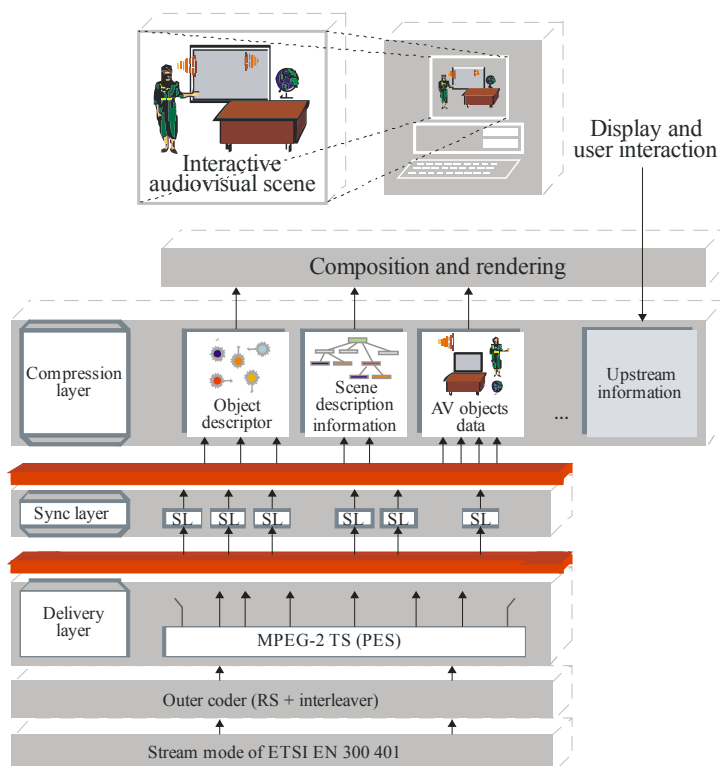 Interactive
audiovisual scene
Display and
user interaction
Composition and rendering
Compression
layer
Object
descriptor
Scene
description
information
AV objects
data
...
Upstream
information
Sync layer
SL
SL
SL
SL
SL
SL
Delivery
layer
MPEG-2 TS (PES)
Outer coder (RS + interleaver)
Stream mode of ETSI EN 300 401